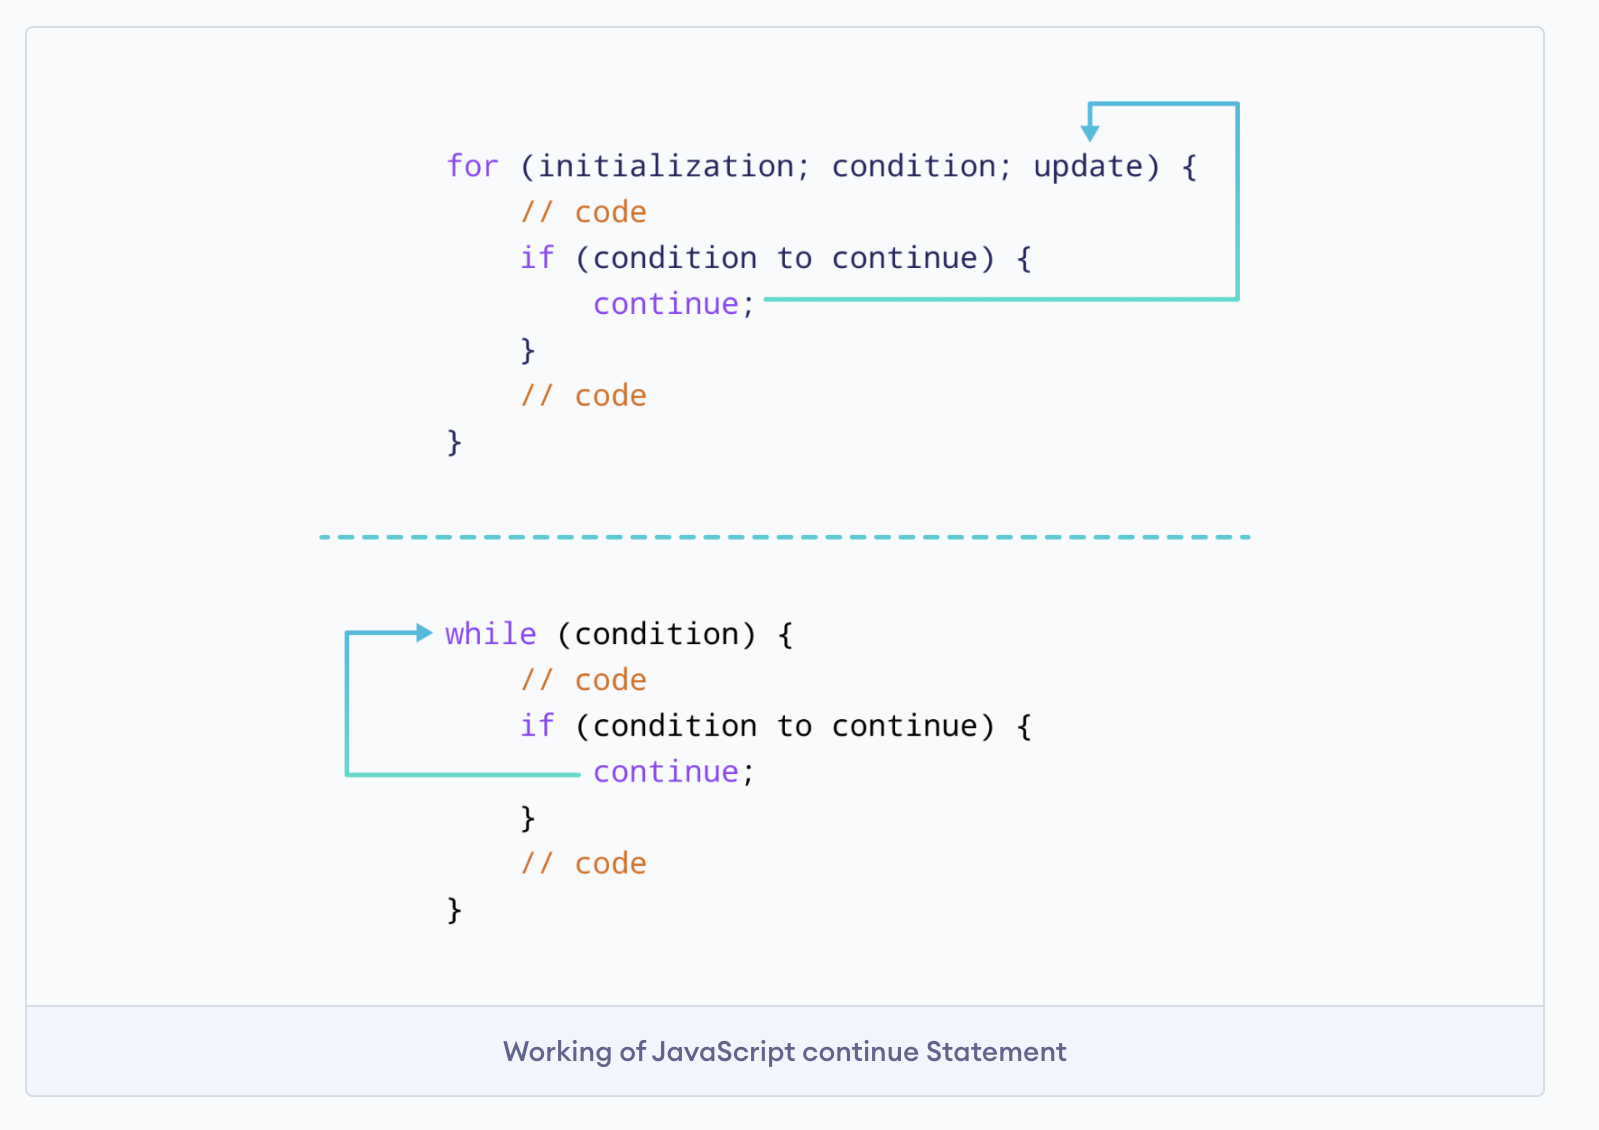 for (initialization; condition; update) {
    // code
    if (condition to continue) {
        continue;
    }
    // code
}
while (condition) {
    // code
    if (condition to continue) {
        continue;
    }
    // code
}
Working of JavaScript continue Statement